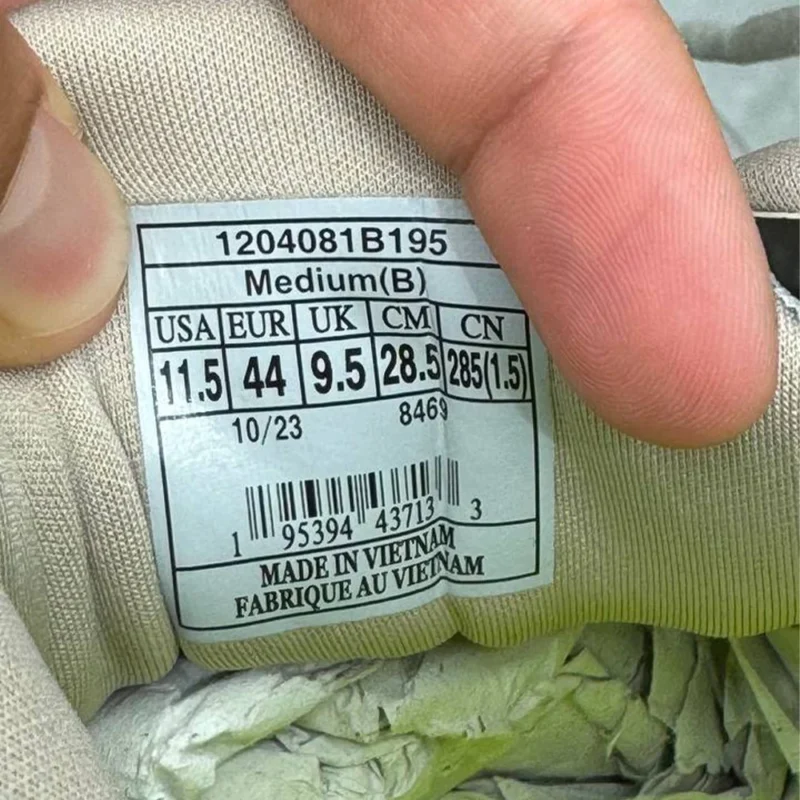 1204081B195
Medium(B)
USA EUR UK CM CN
11.5 44 9.5 28.5 285(1.5)
10/23 8469
1 95394 43713 3
MADE IN VIETNAM
FABRIQUE AU VIETNAM